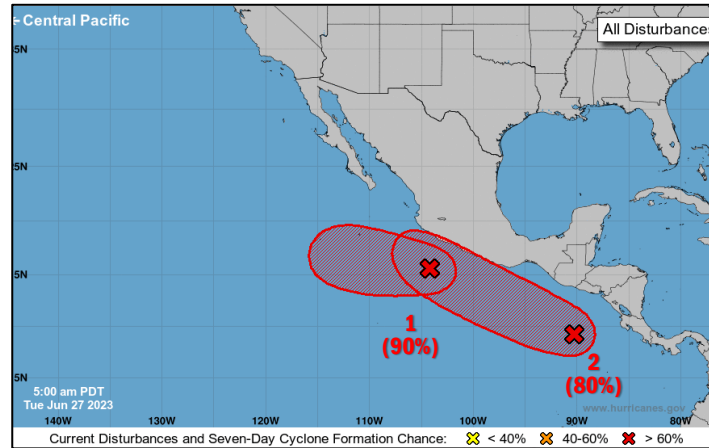 ← Central Pacific
All Disturbances
5N
5N
5N
5N
1
(90%)
2
(80%)
5:00 am PDT
Tue Jun 27 2023
www.hurricanes.gov
140W 130W 120W 110W 100W 90W 80W
Current Disturbances and Seven-Day Cyclone Formation Chance: < 40% 40-60% > 60%